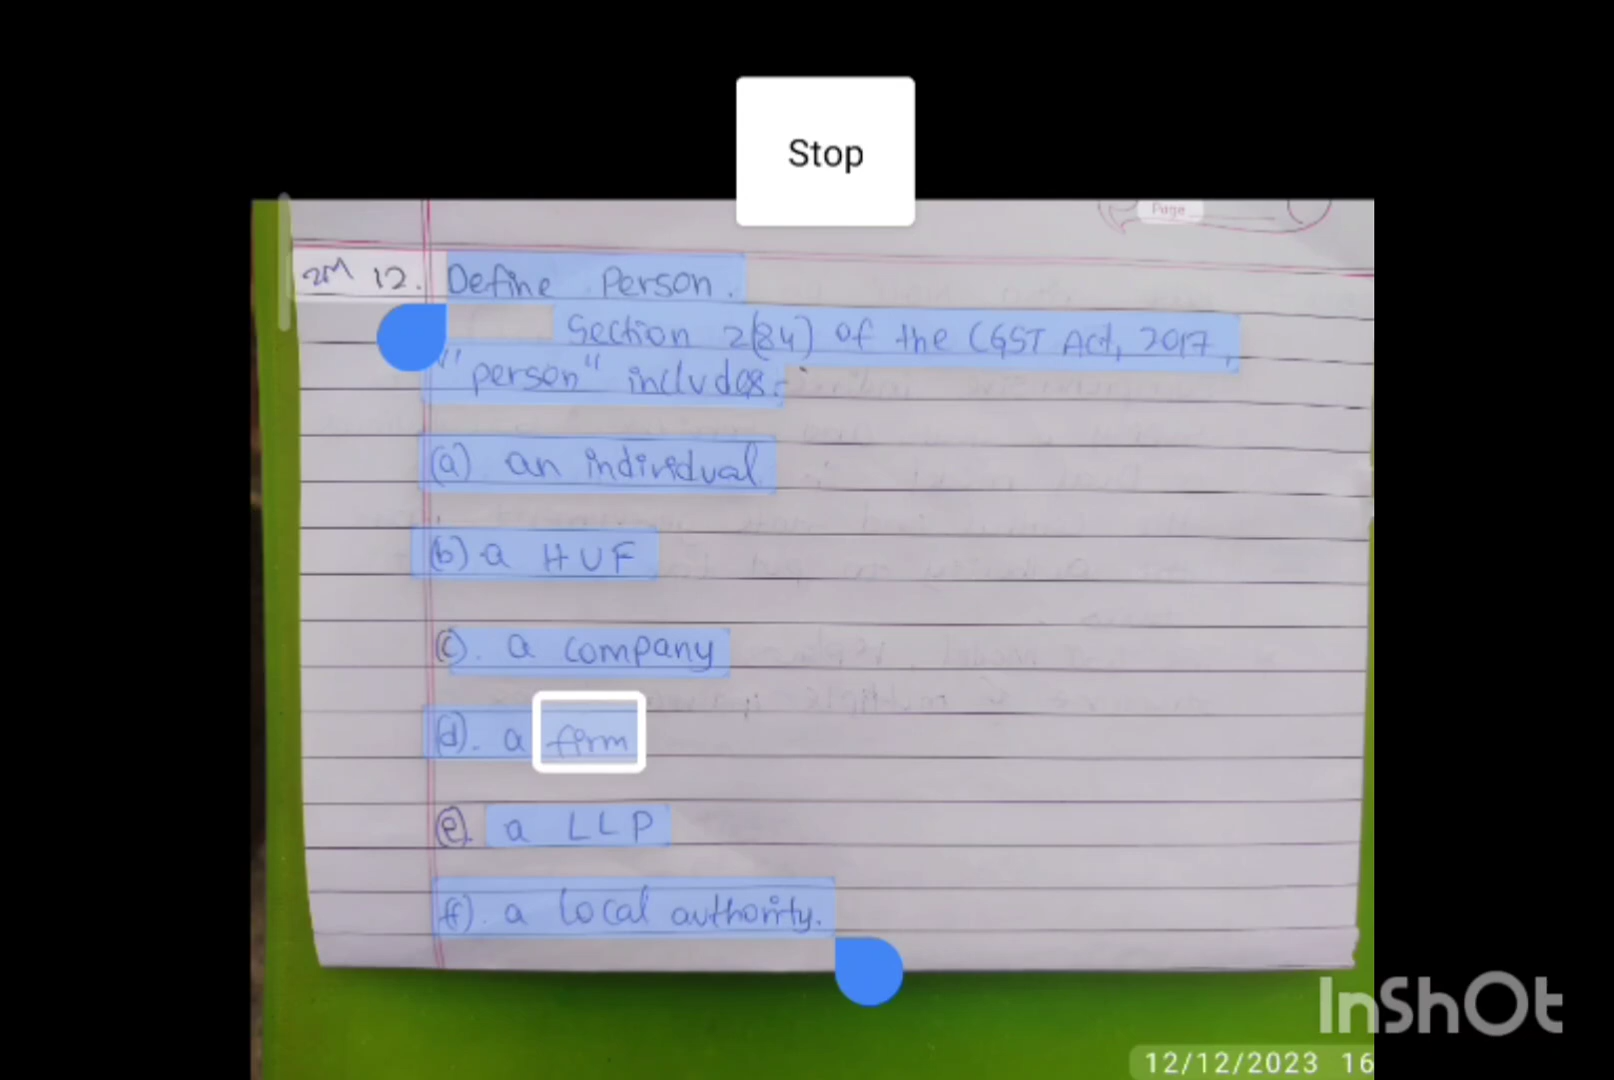 Stop
Page
2M 12. Define Person.
Section 2(84) of the CGST Act, 2017,
"person" includes:
(a) an individual
(b) a HUF
(c). a company
(d). a firm
(e). a LLP
(f). a local authority.
InShOt
12/12/2023 16